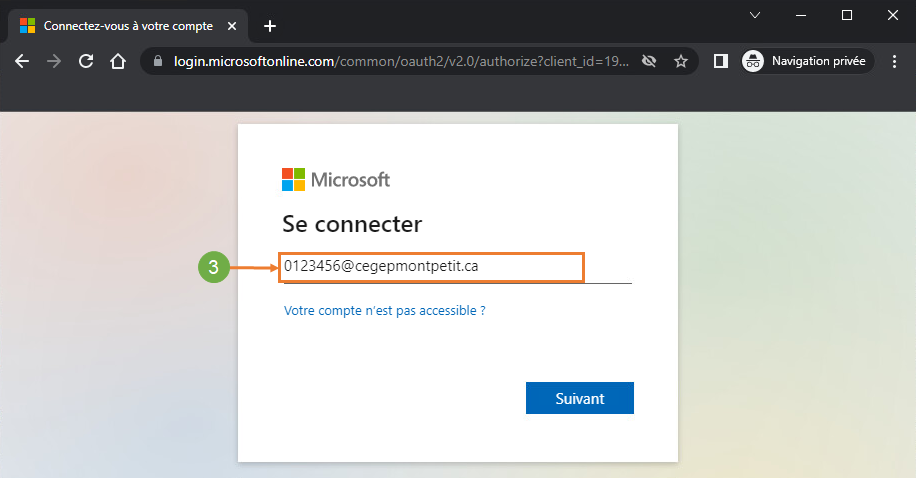 Connectez-vous à votre compte
login.microsoftonline.com/common/oauth2/v2.0/authorize?client_id=19...
Navigation privée
Microsoft
Se connecter
3
0123456@cegepmontpetit.ca
Votre compte n'est pas accessible ?
Suivant